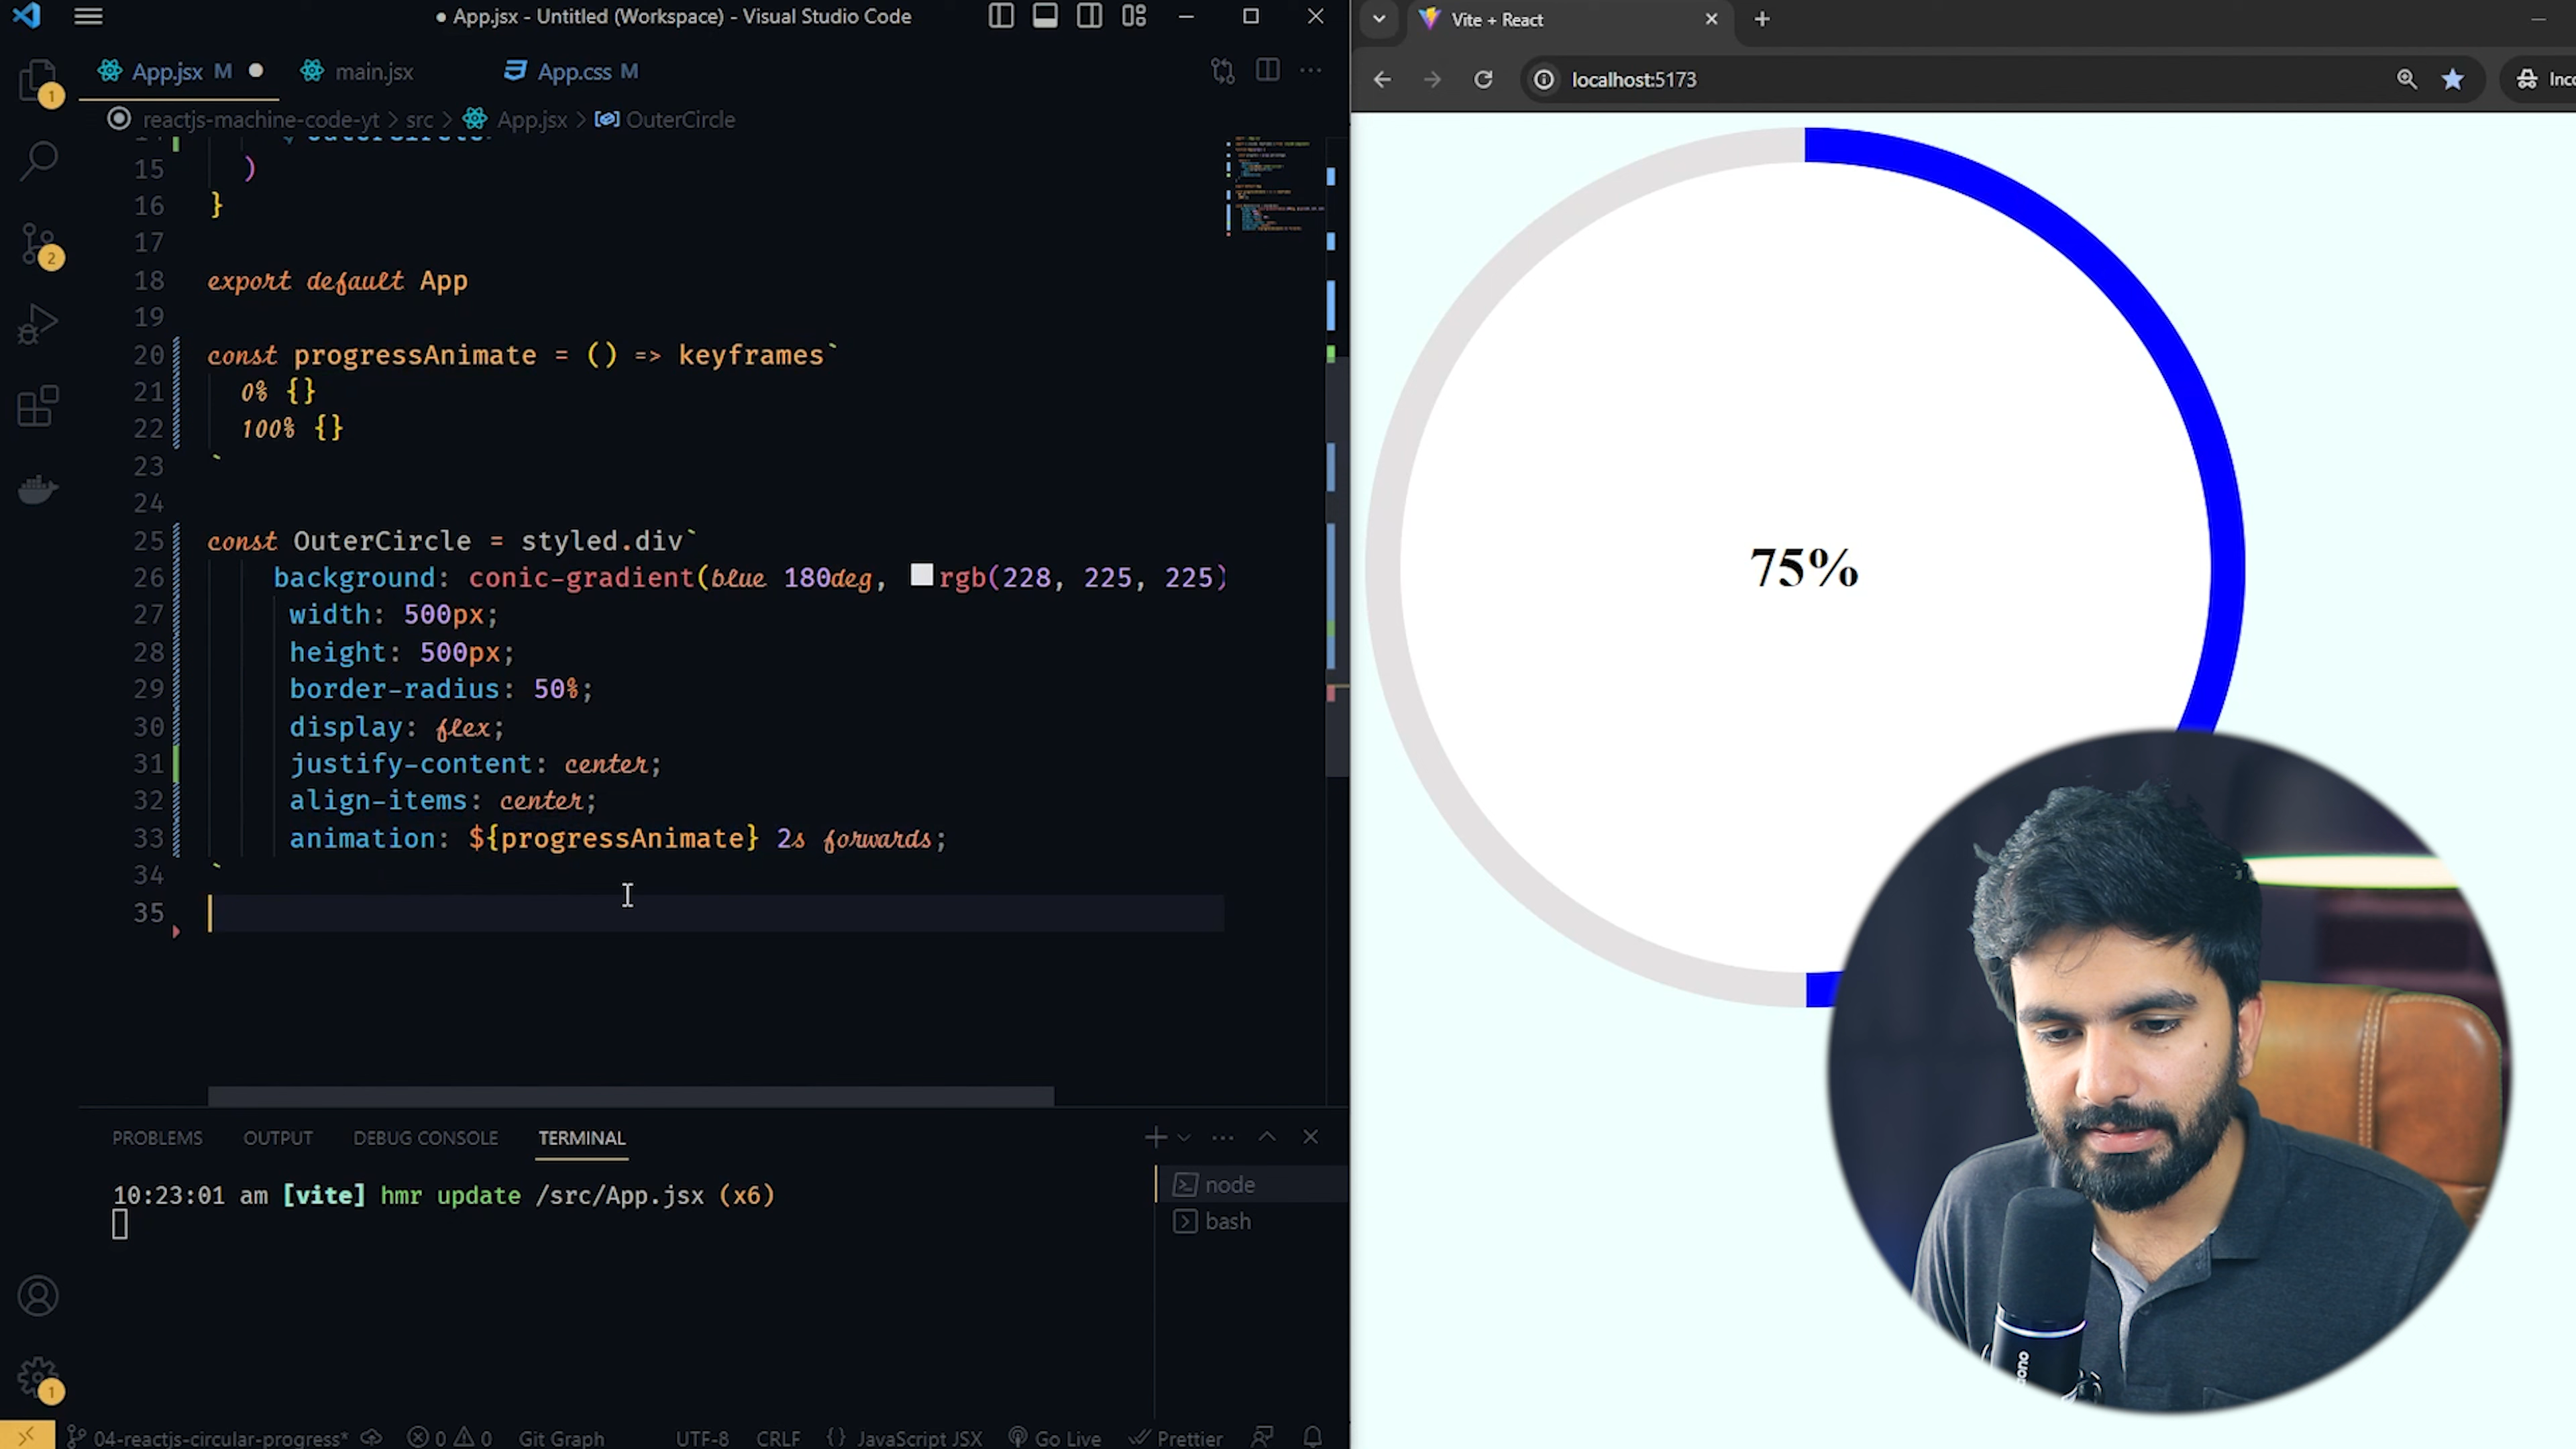 ● App.jsx - Untitled (Workspace) - Visual Studio Code
App.jsx M ●
main.jsx
App.css M
reactjs-machine-code-yt > src > App.jsx > OuterCircle
15 )
16 }
17
18 export default App
19
20 const progressAnimate = () => keyframes`
21 0% {}
22 100% {}
23 `
24
25 const OuterCircle = styled.div`
26 background: conic-gradient(blue 180deg, rgb(228, 225, 225)
27 width: 500px;
28 height: 500px;
29 border-radius: 50%;
30 display: flex;
31 justify-content: center;
32 align-items: center;
33 animation: ${progressAnimate} 2s forwards;
34 `
35
1
2
1
PROBLEMS OUTPUT DEBUG CONSOLE TERMINAL
10:23:01 am [vite] hmr update /src/App.jsx (x6)
node
bash
04-reactjs-circular-progress* 0 0 Git Graph UTF-8 CRLF {} JavaScript JSX Go Live Prettier
Vite + React
localhost:5173
75%